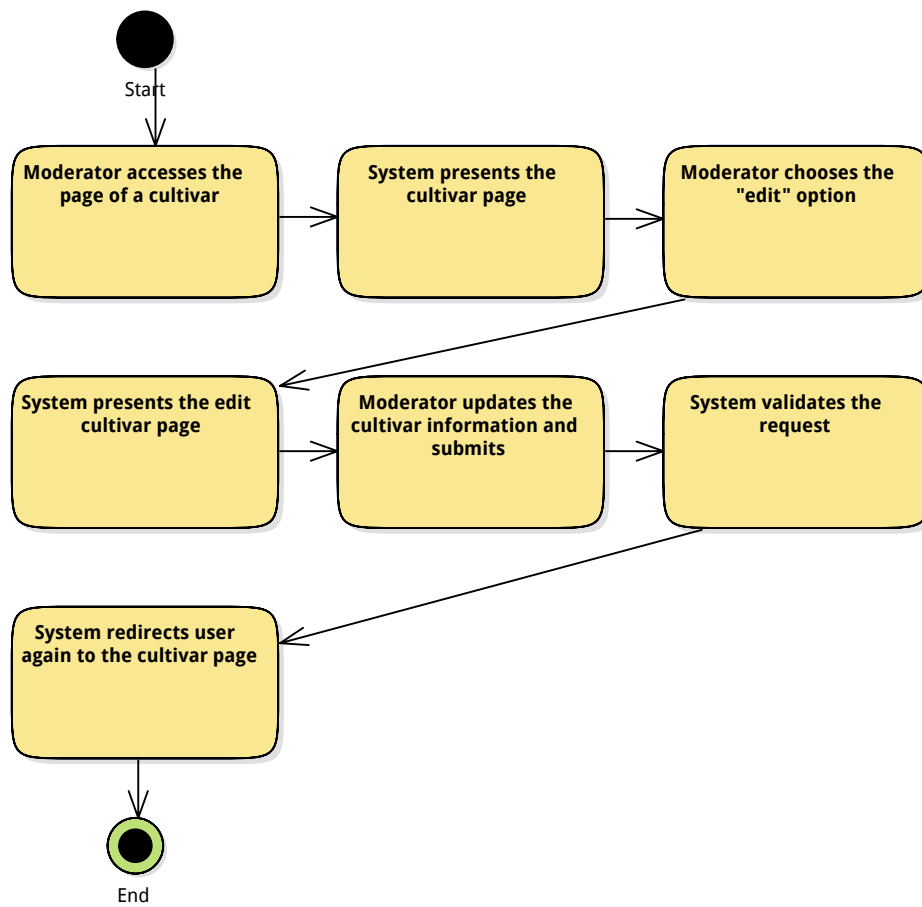 Start
Moderator accesses the
page of a cultivar
System presents the
cultivar page
Moderator chooses the
"edit" option
System presents the edit
cultivar page
Moderator updates the
cultivar information and
submits
System validates the
request
System redirects user
again to the cultivar page
End